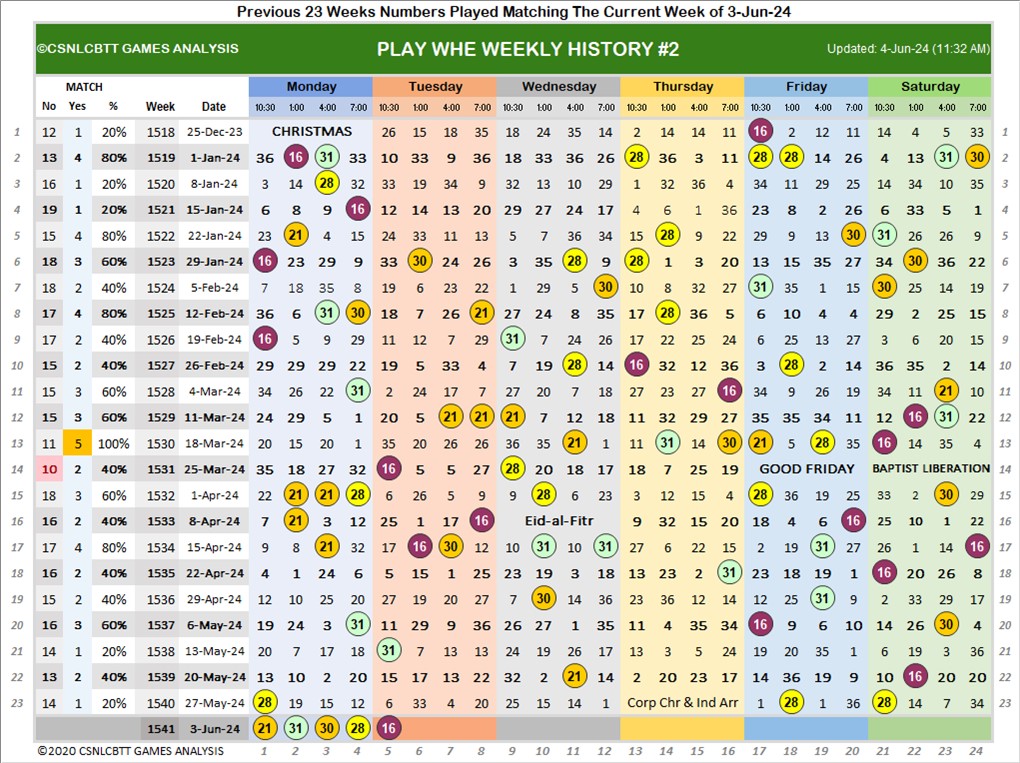 Previous 23 Weeks Numbers Played Matching The Current Week of 3-Jun-24
©CSNLCBTT GAMES ANALYSIS PLAY WHE WEEKLY HISTORY #2 Updated: 4-Jun-24 (11:32 AM)
MATCH Monday Tuesday Wednesday Thursday Friday Saturday
No Yes % Week Date 10:30 1:00 4:00 7:00 10:30 1:00 4:00 7:00 10:30 1:00 4:00 7:00 10:30 1:00 4:00 7:00 10:30 1:00 4:00 7:00 10:30 1:00 4:00 7:00
1 12 1 20% 1518 25-Dec-23 CHRISTMAS 26 15 18 35 18 24 35 14 2 14 14 11 16 2 12 11 14 4 5 33 1
2 13 4 80% 1519 1-Jan-24 36 16 31 33 10 33 9 36 18 33 36 26 28 36 3 11 28 28 14 26 4 13 31 30 2
3 16 1 20% 1520 8-Jan-24 3 14 28 32 33 19 34 9 32 13 10 29 1 32 36 4 34 11 29 25 14 34 10 35 3
4 19 1 20% 1521 15-Jan-24 6 8 9 16 12 14 13 20 29 27 24 17 4 6 1 36 23 8 2 26 6 33 5 1 4
5 15 4 80% 1522 22-Jan-24 23 21 4 15 24 33 11 13 5 7 36 34 15 28 9 22 29 9 13 30 31 26 26 9 5
6 18 3 60% 1523 29-Jan-24 16 23 29 9 33 30 24 26 3 35 28 9 28 1 3 20 13 15 35 27 34 30 36 22 6
7 18 2 40% 1524 5-Feb-24 7 18 35 8 19 6 23 22 1 29 5 30 10 8 32 27 31 35 1 15 30 25 14 19 7
8 17 4 80% 1525 12-Feb-24 36 6 31 30 18 7 26 21 27 24 8 35 17 28 36 5 6 10 4 4 29 2 25 15 8
9 17 2 40% 1526 19-Feb-24 16 5 9 29 11 12 7 29 31 7 24 26 17 22 25 24 6 25 13 27 3 6 20 15 9
10 15 2 40% 1527 26-Feb-24 29 29 29 22 19 5 33 4 7 19 28 14 16 32 12 36 3 28 2 14 36 35 2 14 10
11 15 3 60% 1528 4-Mar-24 34 26 22 31 2 24 17 7 27 20 7 18 27 23 27 16 34 9 26 19 34 11 21 10 11
12 15 3 60% 1529 11-Mar-24 24 29 5 1 20 5 21 21 21 7 12 18 11 32 29 27 35 35 34 11 12 16 31 22 12
13 11 5 100% 1530 18-Mar-24 20 15 20 1 35 20 26 26 36 35 21 13 11 31 14 30 21 5 28 35 16 14 35 4 13
14 10 2 40% 1531 25-Mar-24 35 18 27 32 16 5 5 27 28 20 18 17 18 7 25 19 GOOD FRIDAY BAPTIST LIBERATION 14
15 18 3 60% 1532 1-Apr-24 22 21 21 28 6 26 5 9 9 28 6 23 3 12 15 4 28 36 19 25 33 2 30 29 15
16 16 2 40% 1533 8-Apr-24 7 21 3 12 25 1 17 16 Eid-al-Fitr 9 32 15 20 18 4 6 16 25 10 1 22 16
17 17 4 80% 1534 15-Apr-24 9 8 21 32 17 16 30 12 10 31 10 31 27 6 22 15 2 19 31 27 26 1 14 16 17
18 16 2 40% 1535 22-Apr-24 4 1 24 6 5 15 1 25 23 19 3 18 13 23 2 31 23 18 19 1 16 20 26 8 18
19 15 2 40% 1536 29-Apr-24 12 10 25 20 27 19 20 27 7 30 14 36 23 36 12 14 12 25 31 9 2 33 29 17 19
20 16 3 60% 1537 6-May-24 19 24 3 31 11 29 9 36 26 27 1 35 11 4 35 34 16 9 6 10 14 26 30 4 20
21 14 1 20% 1538 13-May-24 20 7 17 18 31 7 13 13 24 19 26 17 13 3 5 24 19 20 35 1 6 19 3 36 21
22 13 2 40% 1539 20-May-24 13 10 2 20 15 17 13 22 32 2 21 14 2 20 23 17 14 36 19 9 10 16 20 20 22
23 14 1 20% 1540 27-May-24 28 19 15 12 6 33 4 20 25 15 14 1 Corp Chr & Ind Arr 1 28 1 36 28 14 7 34 23
1541 3-Jun-24 21 31 30 28 16
©2020 CSNLCBTT GAMES ANALYSIS 1 2 3 4 5 6 7 8 9 10 11 12 13 14 15 16 17 18 19 20 21 22 23 24